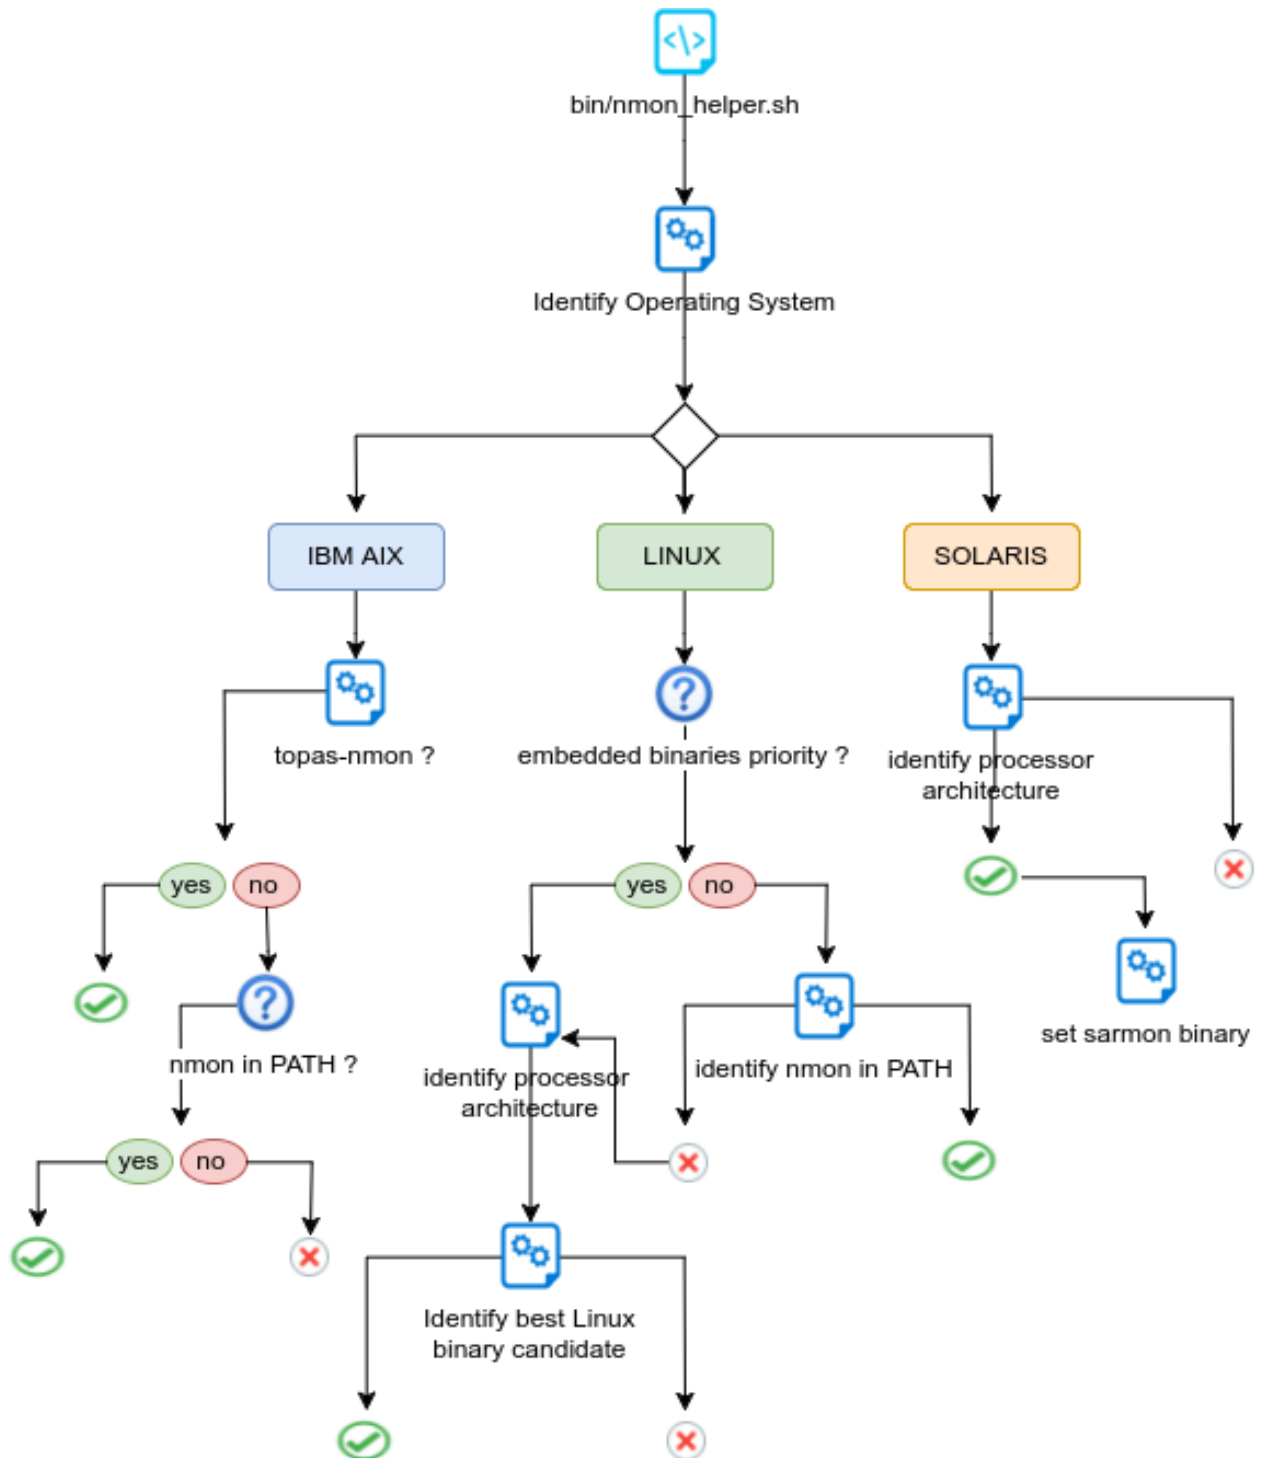 bin/nmon_helper.sh
Identify Operating System
IBM AIX
LINUX
SOLARIS
topas-nmon ?
embedded binaries priority ?
identify processor
architecture
yes
no
yes
no
set sarmon binary
nmon in PATH ?
identify processor
architecture
identify nmon in PATH
yes
no
Identify best Linux
binary candidate